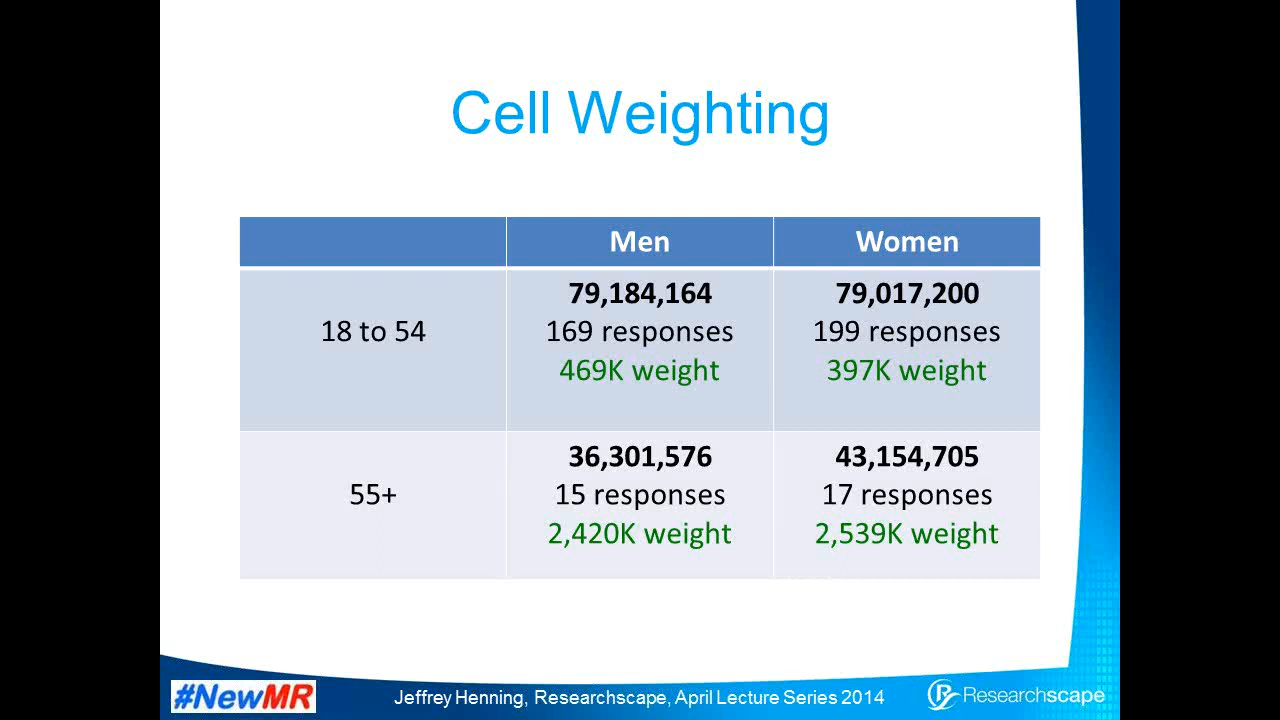 Cell Weighting
Men Women
79,184,164 79,017,200
18 to 54 169 responses 199 responses
469K weight 397K weight
36,301,576 43,154,705
55+ 15 responses 17 responses
2,420K weight 2,539K weight
#NewMR Jeffrey Henning, Researchscape, April Lecture Series 2014 Researchscape